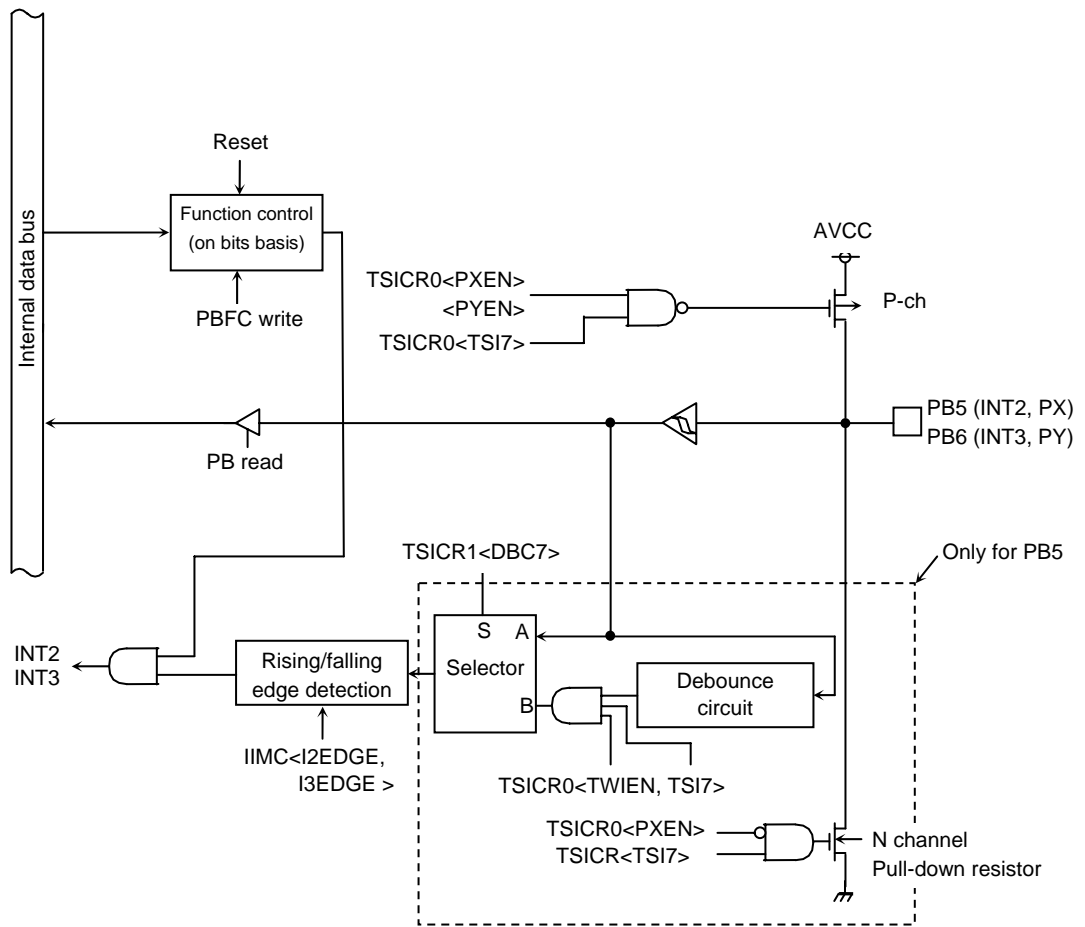 Internal data bus
Reset
Function control
(on bits basis)
PBFC write
AVCC
TSICR0<PXEN>
<PYEN>
TSICR0<TSI7>
P-ch
PB5 (INT2, PX)
PB6 (INT3, PY)
PB read
TSICR1<DBC7>
Only for PB5
INT2
INT3
Rising/falling
edge detection
S
A
Selector
B
Debounce
circuit
IIMC<I2EDGE,
I3EDGE >
TSICR0<TWIEN, TSI7>
TSICR0<PXEN>
TSICR<TSI7>
N channel
Pull-down resistor